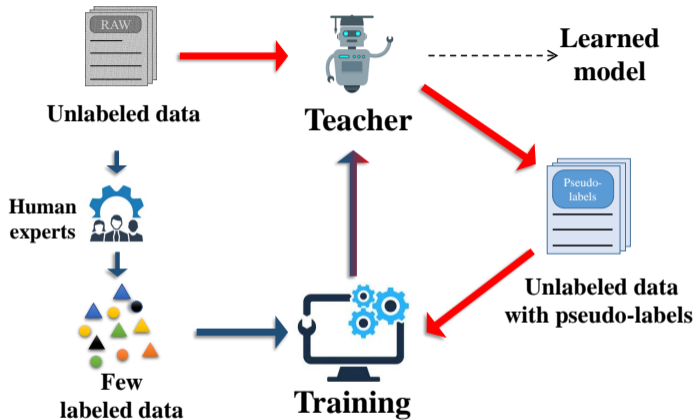 RAW
Unlabeled data
Teacher
Learned
model
Human
experts
Pseudo-
labels
Unlabeled data
with pseudo-labels
Few
labeled data
Training